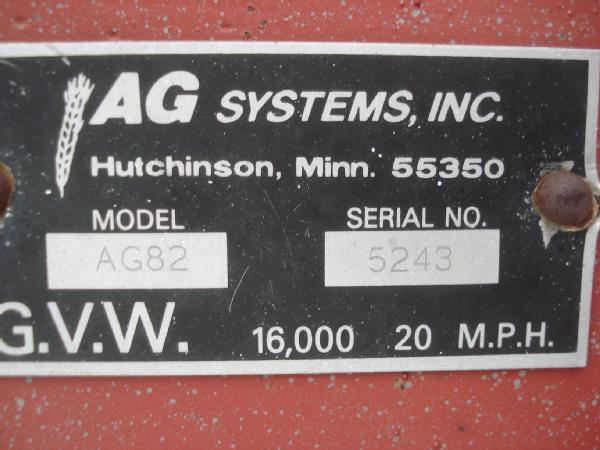 AG SYSTEMS, INC.
Hutchinson, Minn. 55350
MODEL SERIAL NO.
AG82 5243
G.V.W. 16,000 20 M.P.H.